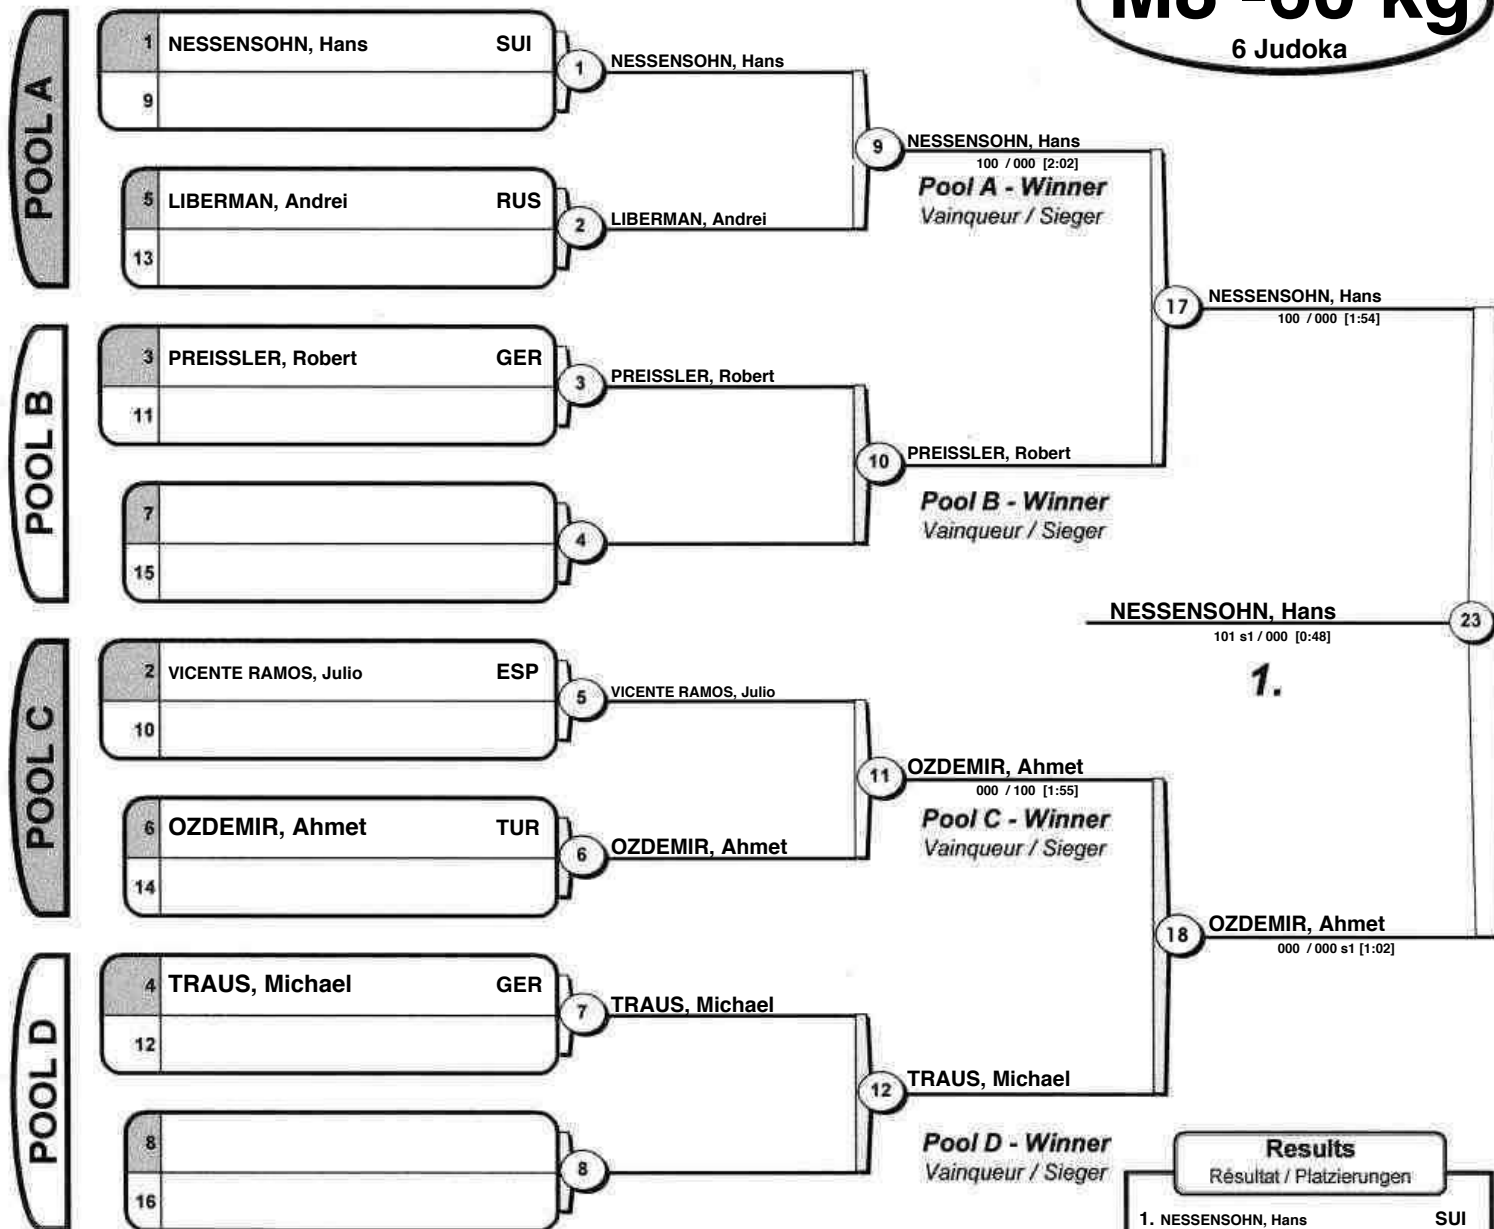 M8 -60 kg
6 Judoka
POOL A
1 NESSENSOHN, Hans SUI
9
5 LIBERMAN, Andrei RUS
13
1 NESSENSOHN, Hans
2 LIBERMAN, Andrei
9 NESSENSOHN, Hans
100 / 000 [2:02]
Pool A - Winner
Vainqueur / Sieger
POOL B
3 PREISSLER, Robert GER
11
7
15
3 PREISSLER, Robert
4
10 PREISSLER, Robert
Pool B - Winner
Vainqueur / Sieger
17 NESSENSOHN, Hans
100 / 000 [1:54]
NESSENSOHN, Hans 23
101 s1 / 000 [0:48]
1.
POOL C
2 VICENTE RAMOS, Julio ESP
10
6 OZDEMIR, Ahmet TUR
14
5 VICENTE RAMOS, Julio
6 OZDEMIR, Ahmet
11 OZDEMIR, Ahmet
000 / 100 [1:55]
Pool C - Winner
Vainqueur / Sieger
POOL D
4 TRAUS, Michael GER
12
8
16
7 TRAUS, Michael
8
12 TRAUS, Michael
Pool D - Winner
Vainqueur / Sieger
18 OZDEMIR, Ahmet
000 / 000 s1 [1:02]
Results
Résultat / Platzierungen
1. NESSENSOHN, Hans SUI